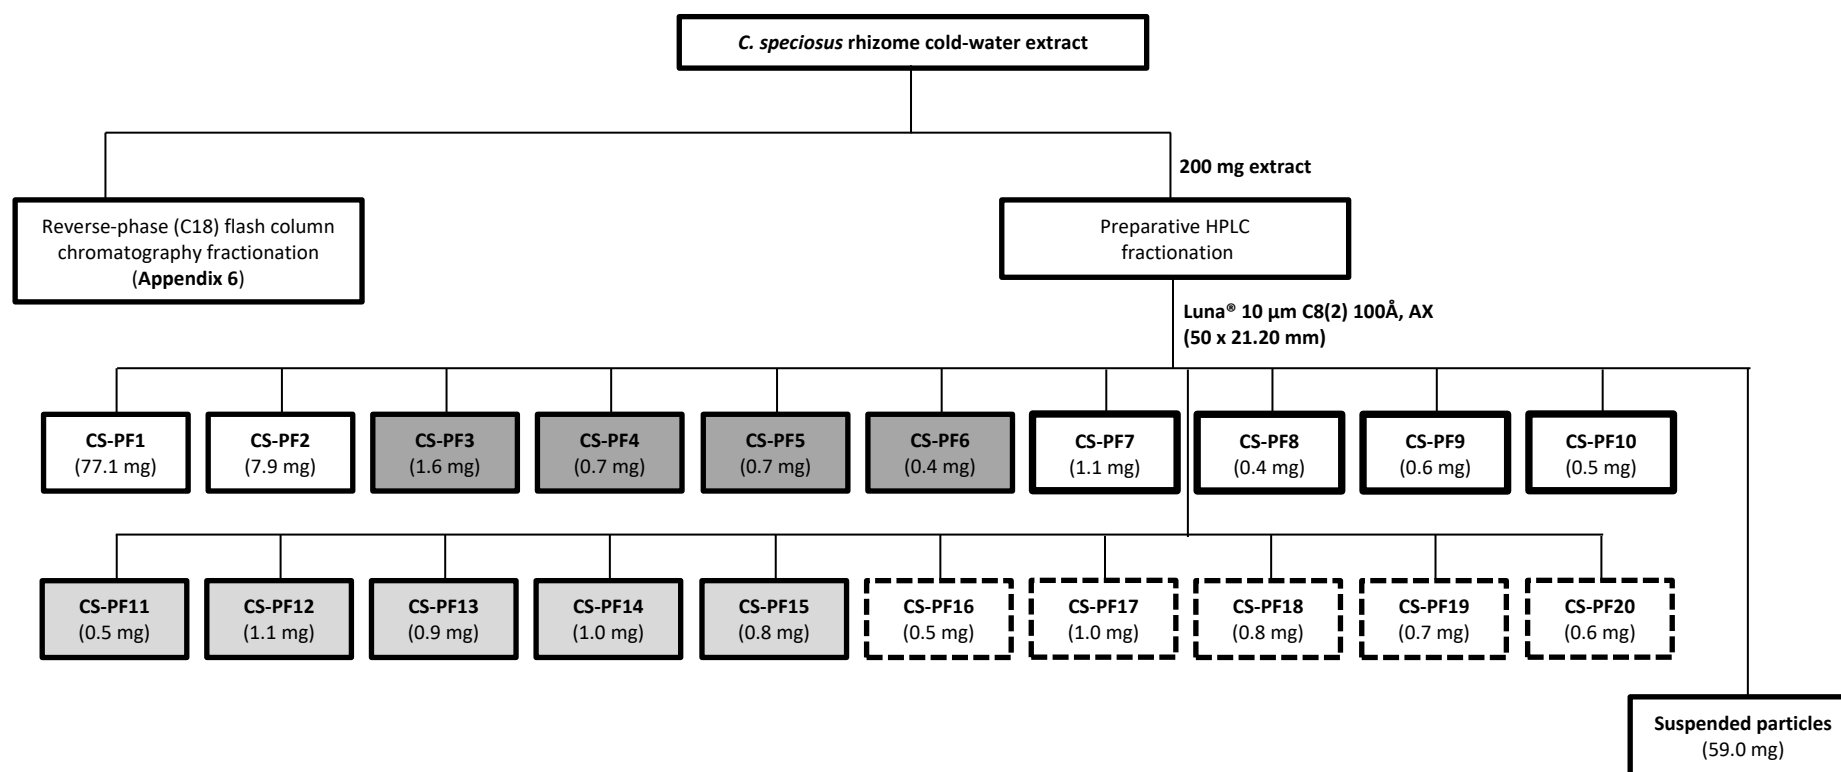 C. speciosus rhizome cold-water extract
200 mg extract
Reverse-phase (C18) flash column
chromatography fractionation
(Appendix 6)
Preparative HPLC
fractionation
Luna® 10 µm C8(2) 100Å, AX
(50 x 21.20 mm)
CS-PF1
(77.1 mg)
CS-PF2
(7.9 mg)
CS-PF3
(1.6 mg)
CS-PF4
(0.7 mg)
CS-PF5
(0.7 mg)
CS-PF6
(0.4 mg)
CS-PF7
(1.1 mg)
CS-PF8
(0.4 mg)
CS-PF9
(0.6 mg)
CS-PF10
(0.5 mg)
CS-PF11
(0.5 mg)
CS-PF12
(1.1 mg)
CS-PF13
(0.9 mg)
CS-PF14
(1.0 mg)
CS-PF15
(0.8 mg)
CS-PF16
(0.5 mg)
CS-PF17
(1.0 mg)
CS-PF18
(0.8 mg)
CS-PF19
(0.7 mg)
CS-PF20
(0.6 mg)
Suspended particles
(59.0 mg)